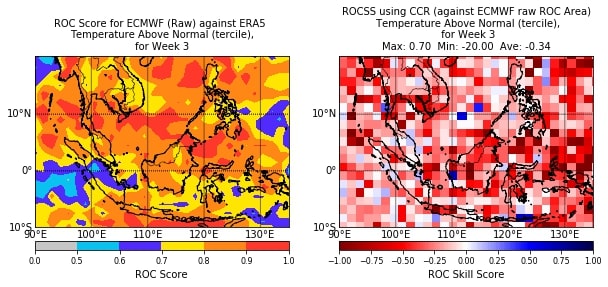 ROC Score for ECMWF (Raw) against ERA5
Temperature Above Normal (tercile),
for Week 3
10°N
0°
10°S
90°E 100°E 110°E 120°E 130°E
0.0 0.5 0.6 0.7 0.8 0.9 1.0
ROC Score
ROCSS using CCR (against ECMWF raw ROC Area)
Temperature Above Normal (tercile),
for Week 3
Max: 0.70 Min: -20.00 Ave: -0.34
10°N
0°
10°S
90°E 100°E 110°E 120°E 130°E
−1.00 −0.75 −0.50 −0.25 0.00 0.25 0.50 0.75 1.00
ROC Skill Score